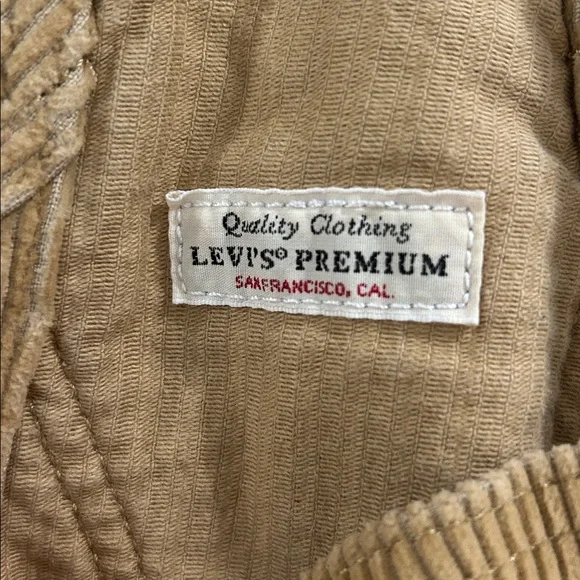 Quality Clothing
LEVI'S® PREMIUM
SANFRANCISCO, CAL.